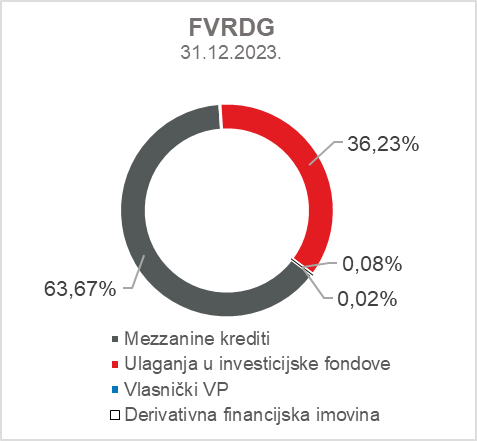 FVRDG
31.12.2023.
36,23%
0,08%
0,02%
63,67%
Mezzanine krediti
Ulaganja u investicijske fondove
Vlasnički VP
Derivativna financijska imovina